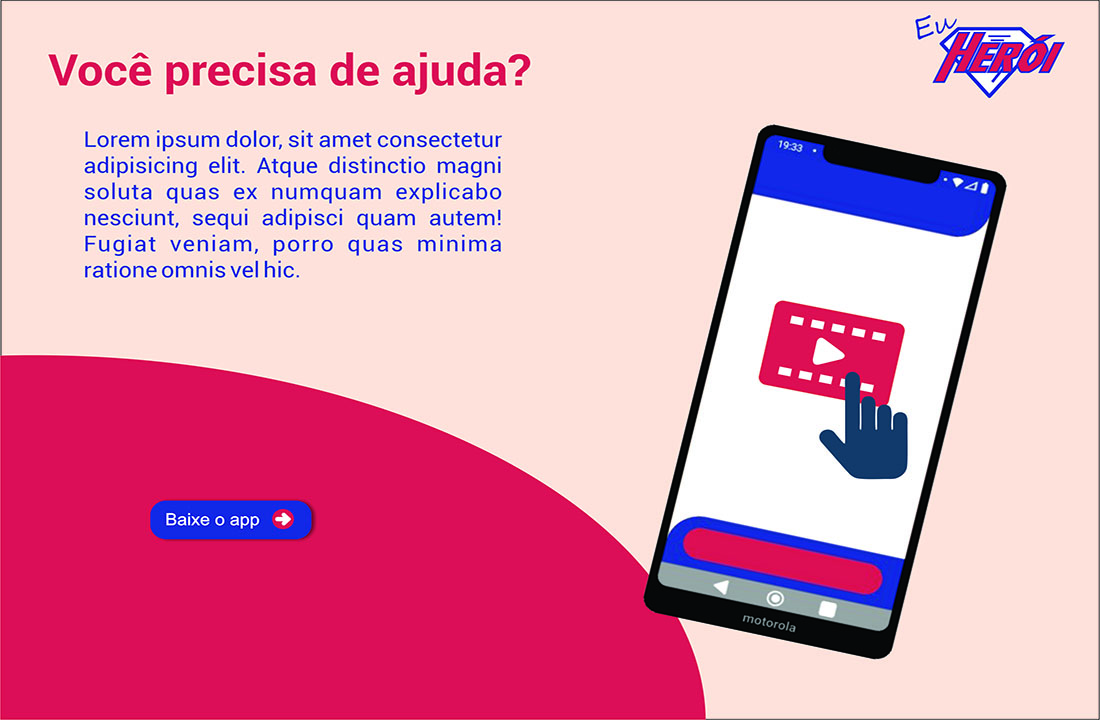 Eu
HERÓI
Você precisa de ajuda?
Lorem ipsum dolor, sit amet consectetur
adipisicing elit. Atque distinctio magni
soluta quas ex numquam explicabo
nesciunt, sequi adipisci quam autem!
Fugiat veniam, porro quas minima
ratione omnis vel hic.
19:33
Baixe o app
motorola